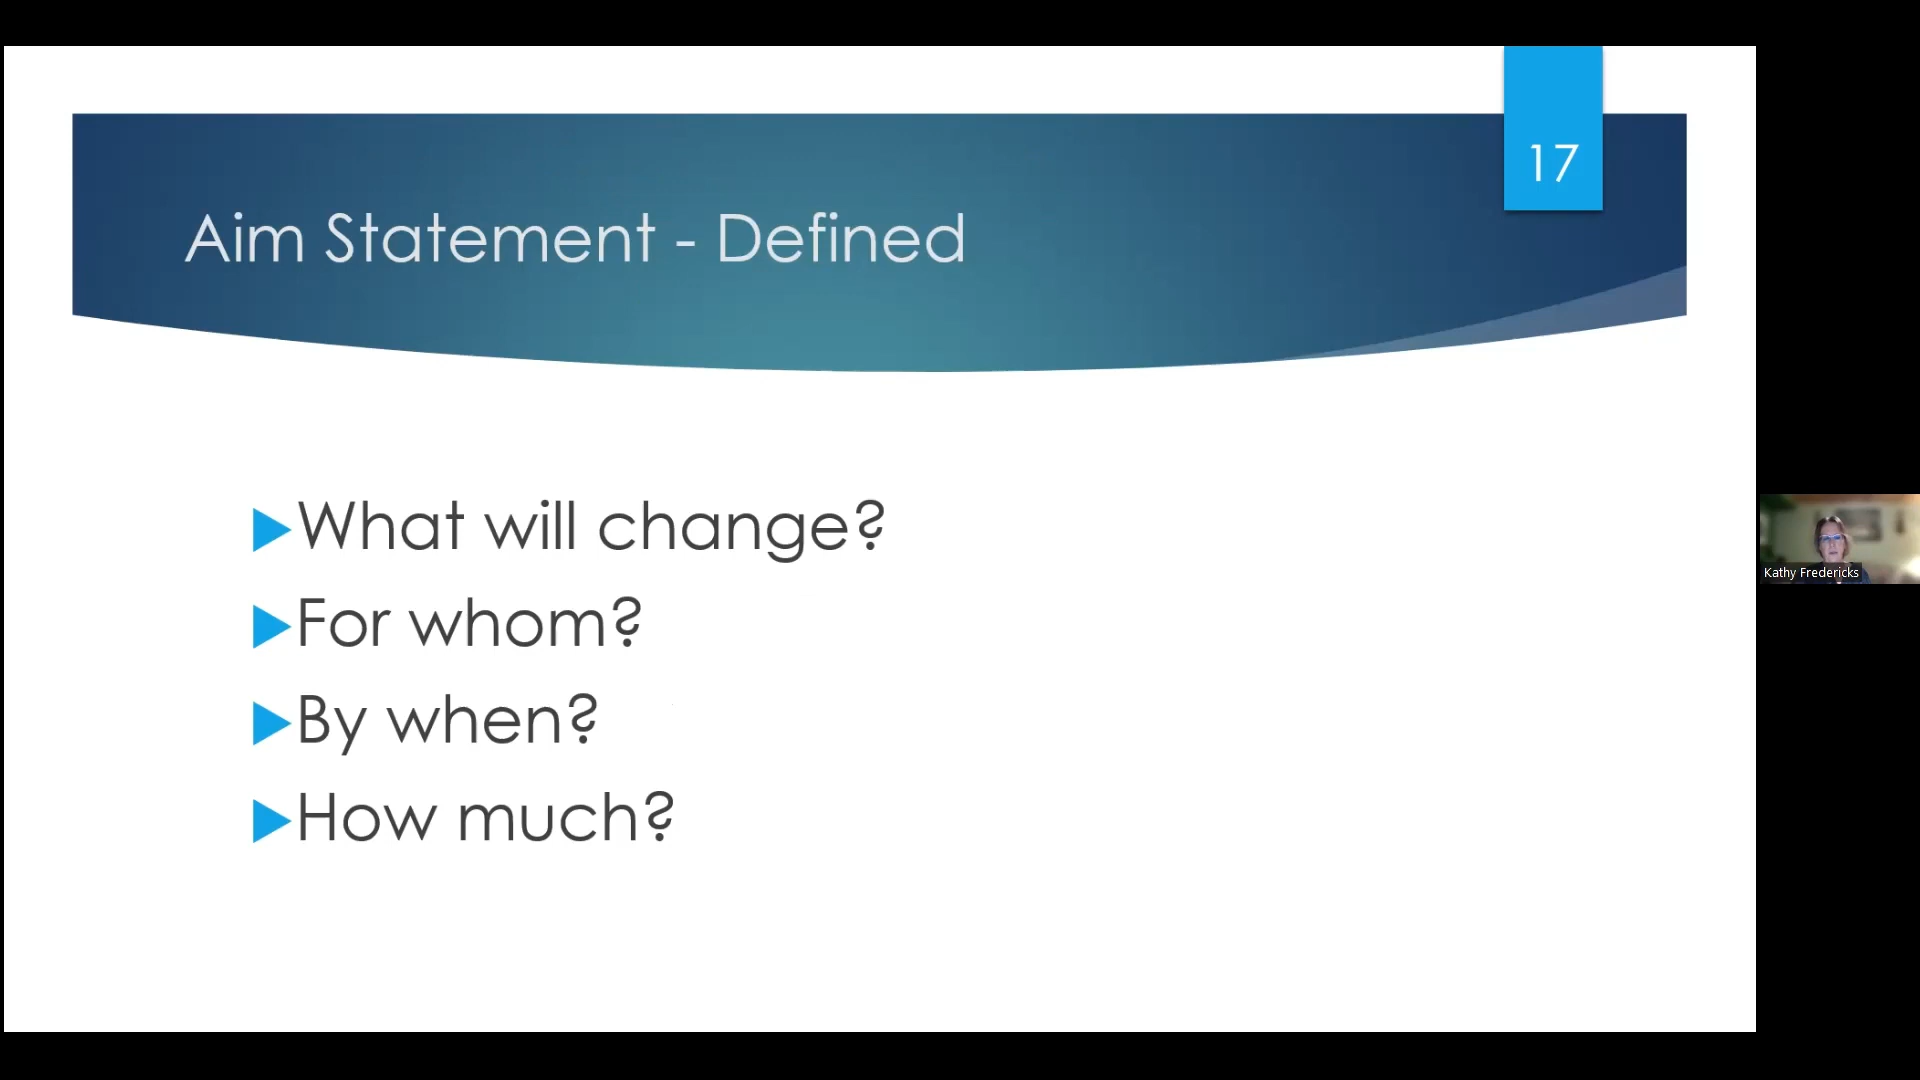 17
Aim Statement - Defined
What will change?
For whom?
By when?
How much?
Kathy Fredericks